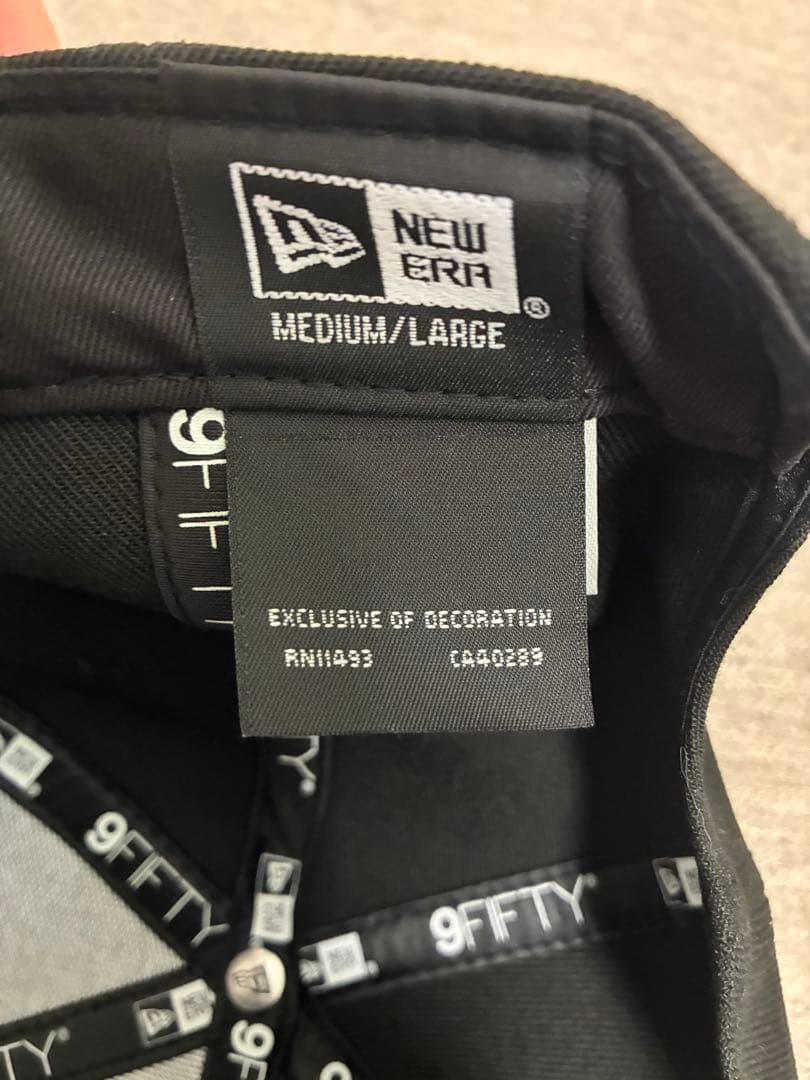 NEW
ERA
®
MEDIUM/LARGE
9FIFTY
EXCLUSIVE OF DECORATION
RN11493 CA40289
9FIFTY
9FIFTY